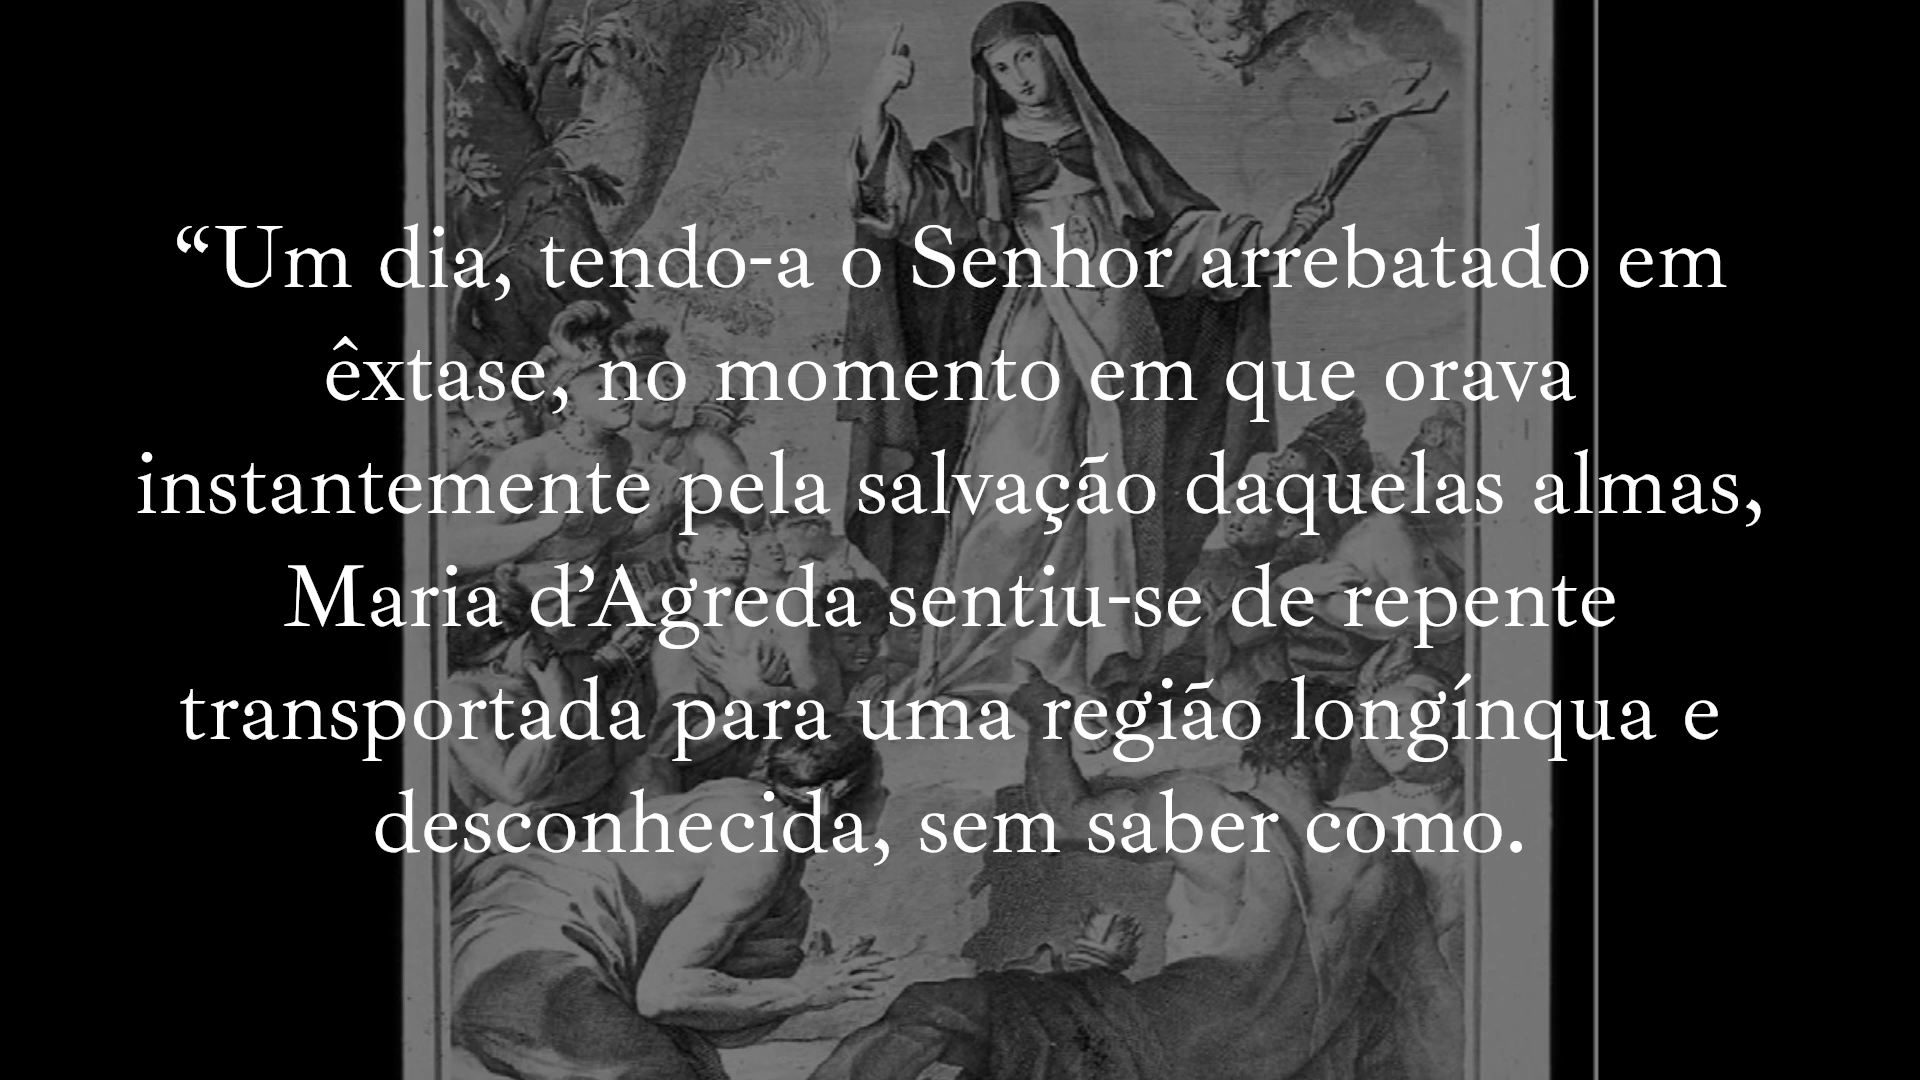 “Um dia, tendo-a o Senhor arrebatado em
êxtase, no momento em que orava
instantemente pela salvação daquelas almas,
Maria d’Agreda sentiu-se de repente
transportada para uma região longínqua e
desconhecida, sem saber como.